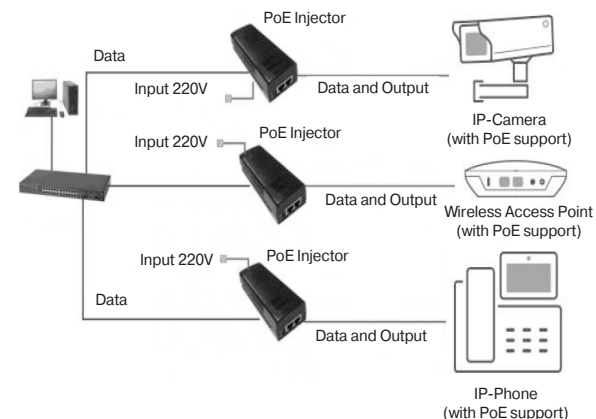 PoE Injector
Data
Input 220V
Data and Output
IP-Camera
(with PoE support)
Input 220V
PoE Injector
Data and Output
Wireless Access Point
(with PoE support)
Input 220V
PoE Injector
Data
Data and Output
IP-Phone
(with PoE support)